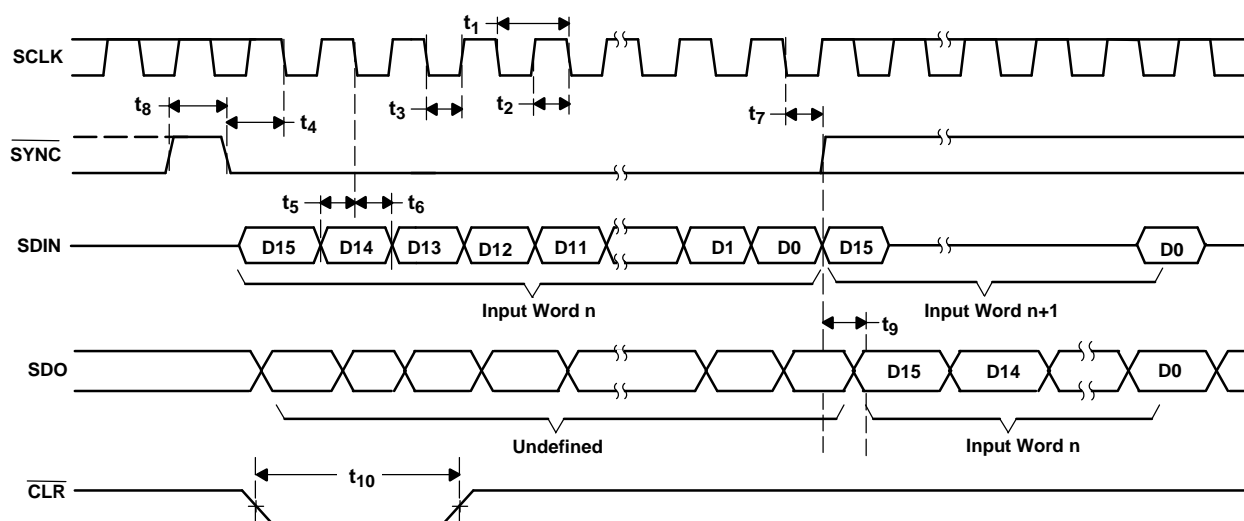 t1
SCLK
t8
t4
t3
t2
t7
SYNC
t5
t6
SDIN
D15
D14
D13
D12
D11
D1
D0
D15
D0
Input Word n
Input Word n+1
t9
SDO
D15
D14
D0
Undefined
Input Word n
t10
CLR